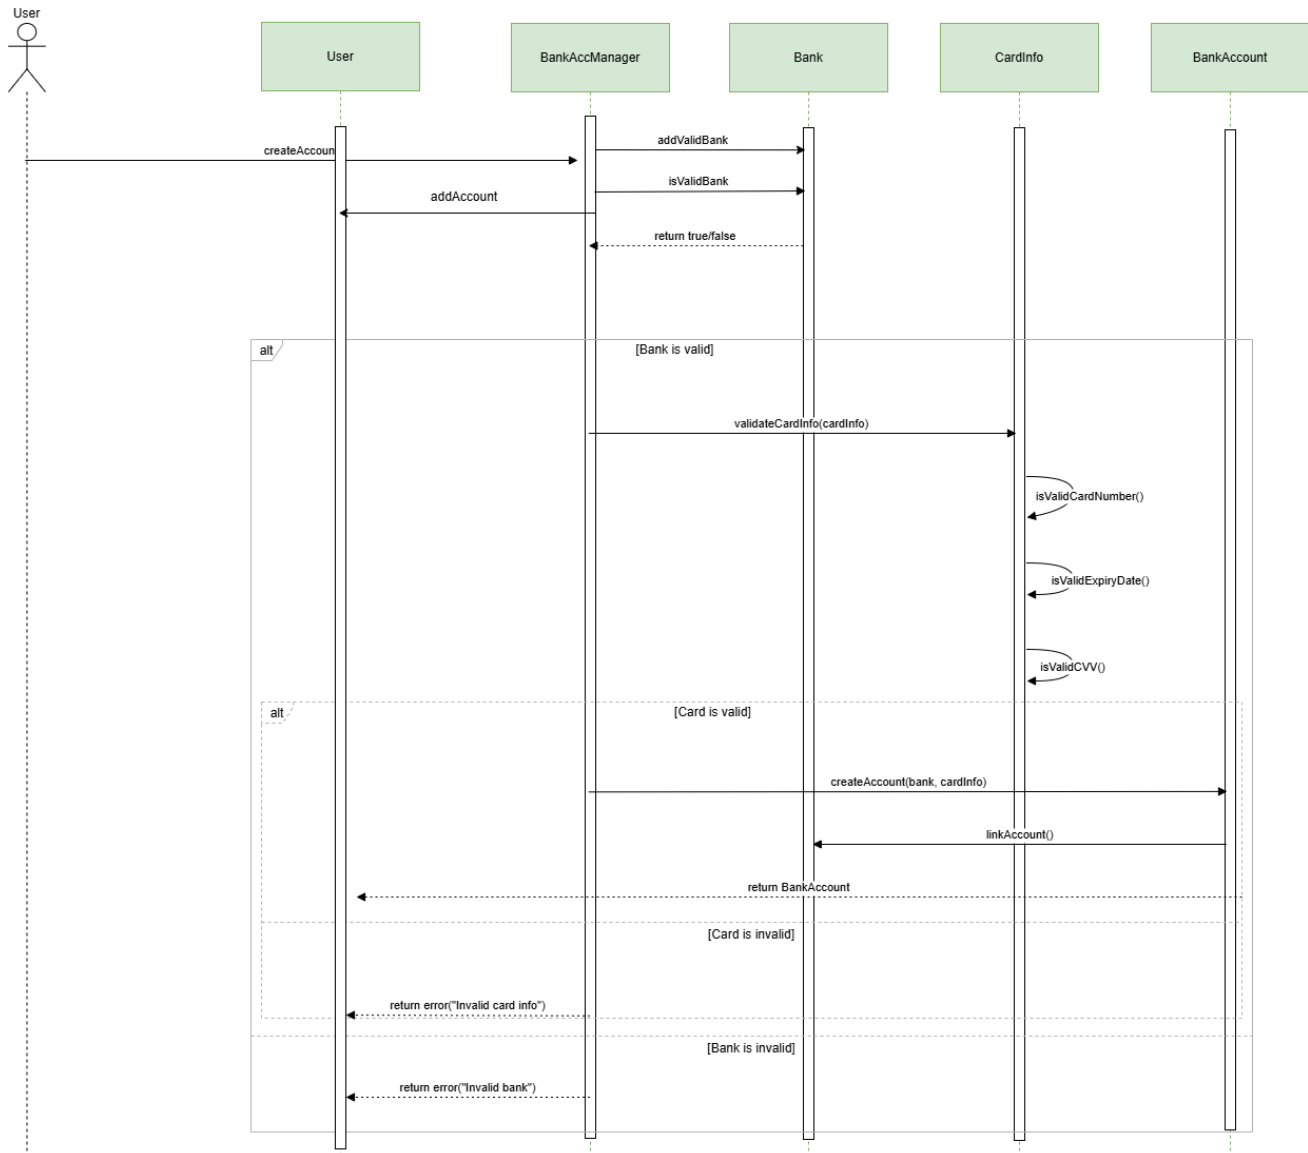 User
User
BankAccManager
Bank
CardInfo
BankAccount
addValidBank
createAccoun
isValidBank
addAccount
return true/false
alt
[Bank is valid]
validateCardInfo(cardInfo)
isValidCardNumber()
isValidExpiryDate()
isValidCVV()
alt
[Card is valid]
createAccount(bank, cardInfo)
linkAccount()
return BankAccount
[Card is invalid]
return error("Invalid card info")
[Bank is invalid]
return error("Invalid bank")